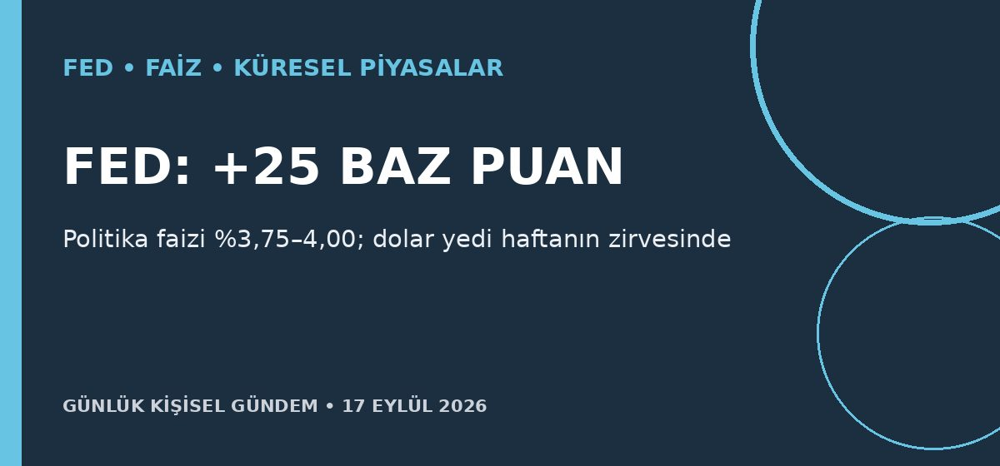 FED • FAİZ • KÜRESEL PİYASALAR
FED: +25 BAZ PUAN
Politika faizi %3,75–4,00; dolar yedi haftanın zirvesinde
GÜNLÜK KİŞİSEL GÜNDEM • 17 EYLÜL 2026